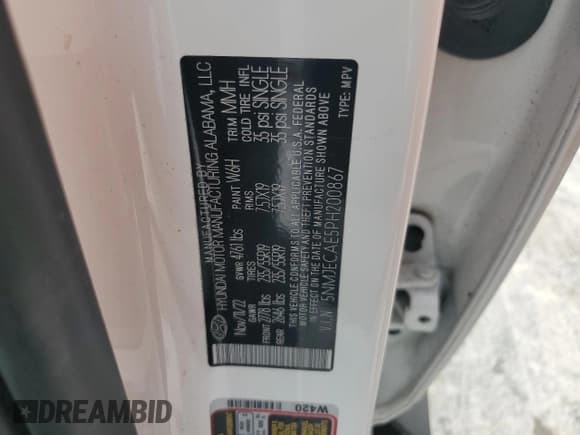 MANUFACTURED BY
HYUNDAI MOTOR MANUFACTURING ALABAMA, LLC
Nov/11/22 GVWR 4761 lbs PAINT W6H TRIM MMH
GAWR TIRES RIMS COLD TIRE INFL
FRONT 2778 lbs 235/55R19 7.5JX19 35 psi SINGLE
REAR 2646 lbs 235/55R19 7.5JX19 35 psi SINGLE
THIS VEHICLE CONFORMS TO ALL APPLICABLE U.S.A. FEDERAL
MOTOR VEHICLE SAFETY AND THEFT PREVENTION STANDARDS
IN EFFECT ON THE DATE OF MANUFACTURE SHOWN ABOVE
V.I.N 5NMJECAE5PH200867 TYPE: MPV
W420
DREAMBID